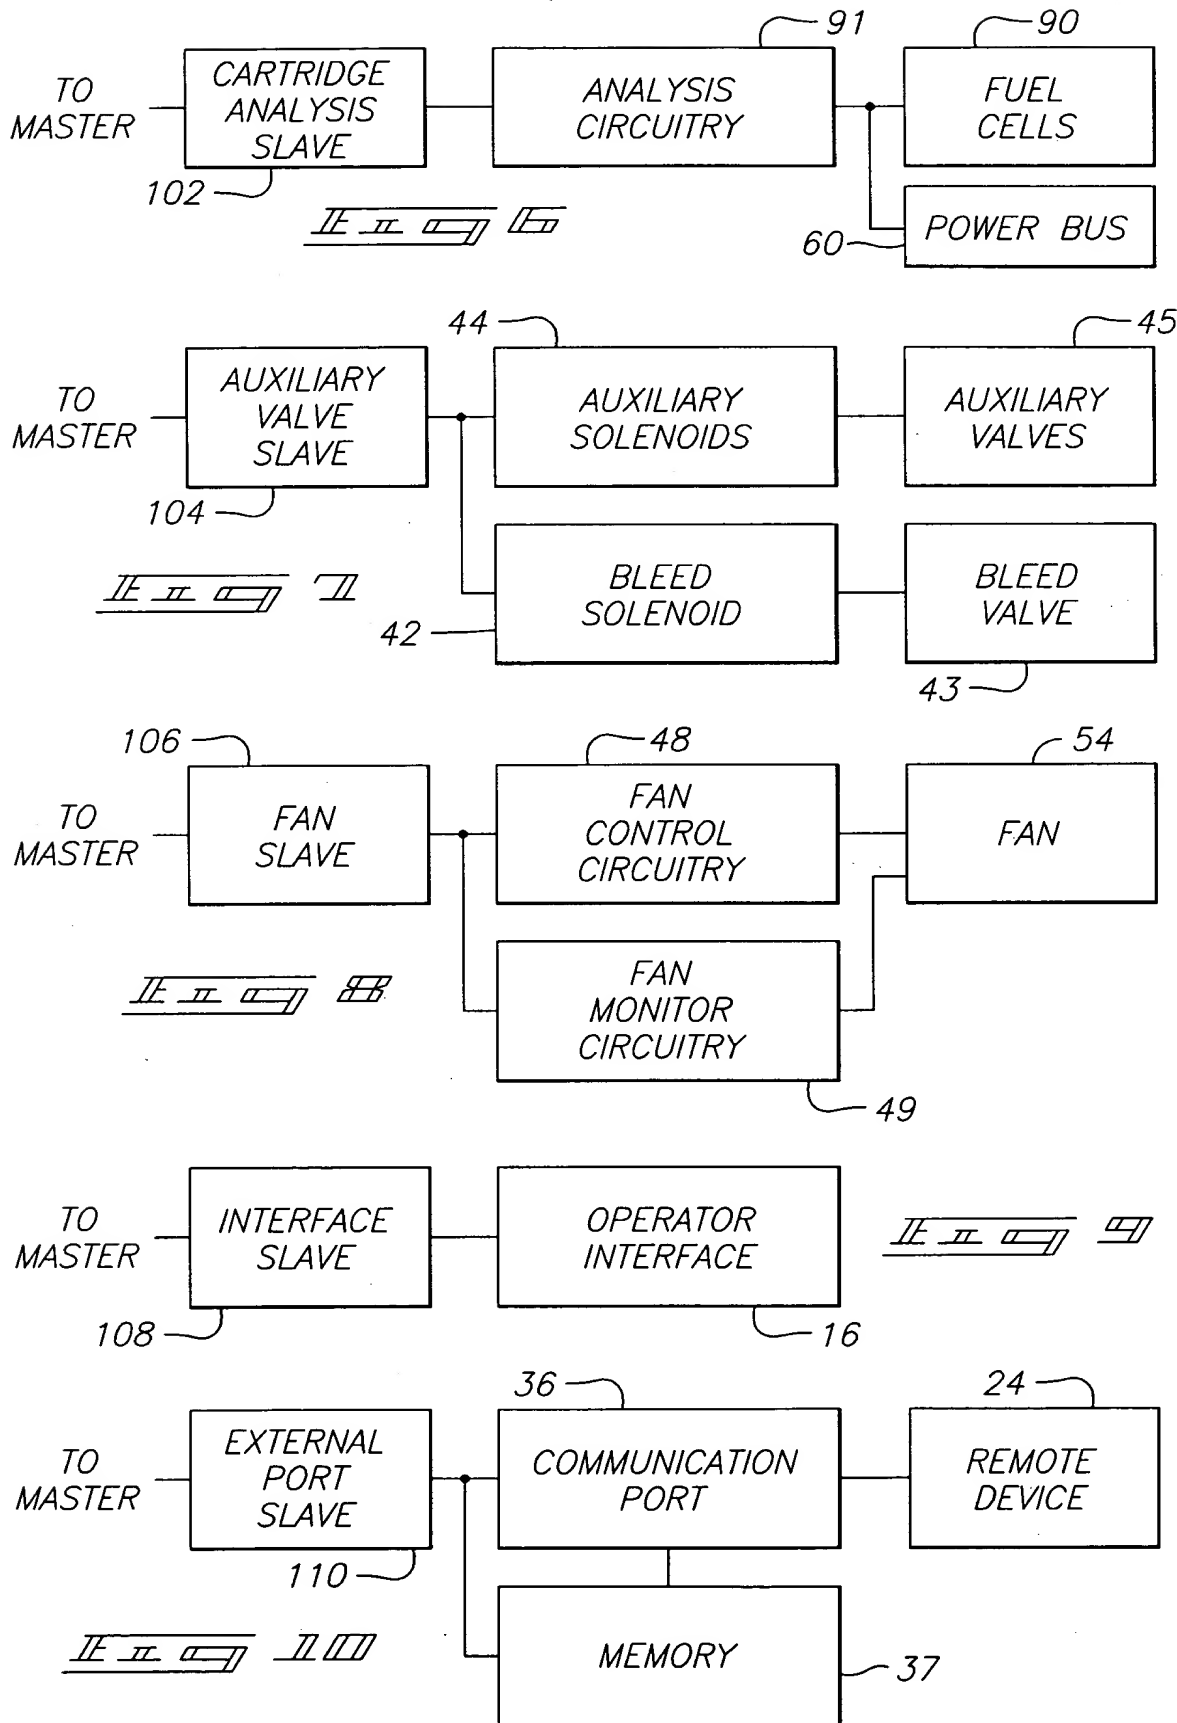 91
90
TO
MASTER
CARTRIDGE
ANALYSIS
SLAVE
ANALYSIS
CIRCUITRY
FUEL
CELLS
102
Fig 6
60
POWER BUS
44
45
TO
MASTER
AUXILIARY
VALVE
SLAVE
AUXILIARY
SOLENOIDS
AUXILIARY
VALVES
104
Fig 7
BLEED
SOLENOID
BLEED
VALVE
42
43
106
48
54
TO
MASTER
FAN
SLAVE
FAN
CONTROL
CIRCUITRY
FAN
Fig 8
FAN
MONITOR
CIRCUITRY
49
TO
MASTER
INTERFACE
SLAVE
OPERATOR
INTERFACE
Fig 9
108
16
36
24
TO
MASTER
EXTERNAL
PORT
SLAVE
COMMUNICATION
PORT
REMOTE
DEVICE
110
Fig 10
MEMORY
37